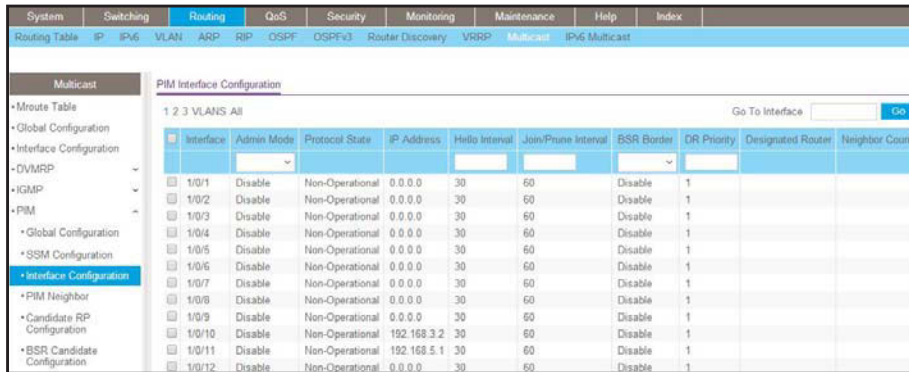 System Switching Routing QoS Security Monitoring Maintenance Help Index
Routing Table IP IPv6 VLAN ARP RIP OSPF OSPFv3 Router Discovery VRRP Multicast IPv6 Multicast
Multicast
• Mroute Table
• Global Configuration
• Interface Configuration
• DVMRP
• IGMP
• PIM
• Global Configuration
• SSM Configuration
• Interface Configuration
• PIM Neighbor
• Candidate RP
Configuration
• BSR Candidate
Configuration
PIM Interface Configuration
1 2 3 VLANS All Go To Interface Go
Interface Admin Mode Protocol State IP Address Hello Interval Join/Prune Interval BSR Border DR Priority Designated Router Neighbor Coun
1/0/1 Disable Non-Operational 0.0.0.0 30 60 Disable 1
1/0/2 Disable Non-Operational 0.0.0.0 30 60 Disable 1
1/0/3 Disable Non-Operational 0.0.0.0 30 60 Disable 1
1/0/4 Disable Non-Operational 0.0.0.0 30 60 Disable 1
1/0/5 Disable Non-Operational 0.0.0.0 30 60 Disable 1
1/0/6 Disable Non-Operational 0.0.0.0 30 60 Disable 1
1/0/7 Disable Non-Operational 0.0.0.0 30 60 Disable 1
1/0/8 Disable Non-Operational 0.0.0.0 30 60 Disable 1
1/0/9 Disable Non-Operational 0.0.0.0 30 60 Disable 1
1/0/10 Disable Non-Operational 192.168.3.2 30 60 Disable 1
1/0/11 Disable Non-Operational 192.168.5.1 30 60 Disable 1
1/0/12 Disable Non-Operational 0.0.0.0 30 60 Disable 1